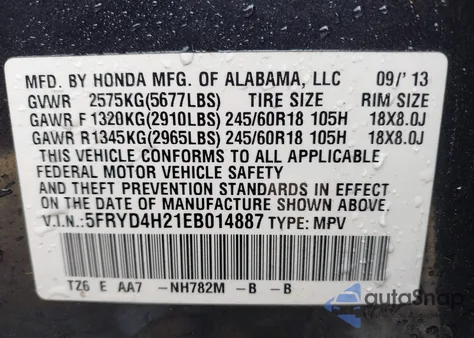 MFD. BY HONDA MFG. OF ALABAMA, LLC 09/' 13
GVWR 2575KG(5677LBS) TIRE SIZE RIM SIZE
GAWR F 1320KG(2910LBS) 245/60R18 105H 18X8.0J
GAWR R 1345KG(2965LBS) 245/60R18 105H 18X8.0J
THIS VEHICLE CONFORMS TO ALL APPLICABLE
FEDERAL MOTOR VEHICLE SAFETY
AND THEFT PREVENTION STANDARDS IN EFFECT
ON THE DATE OF MANUFACTURE SHOWN ABOVE.
V.I.N.:5FRYD4H21EB014887 TYPE: MPV
TZ6 E AA7 -NH782M -B -B
autoSnap